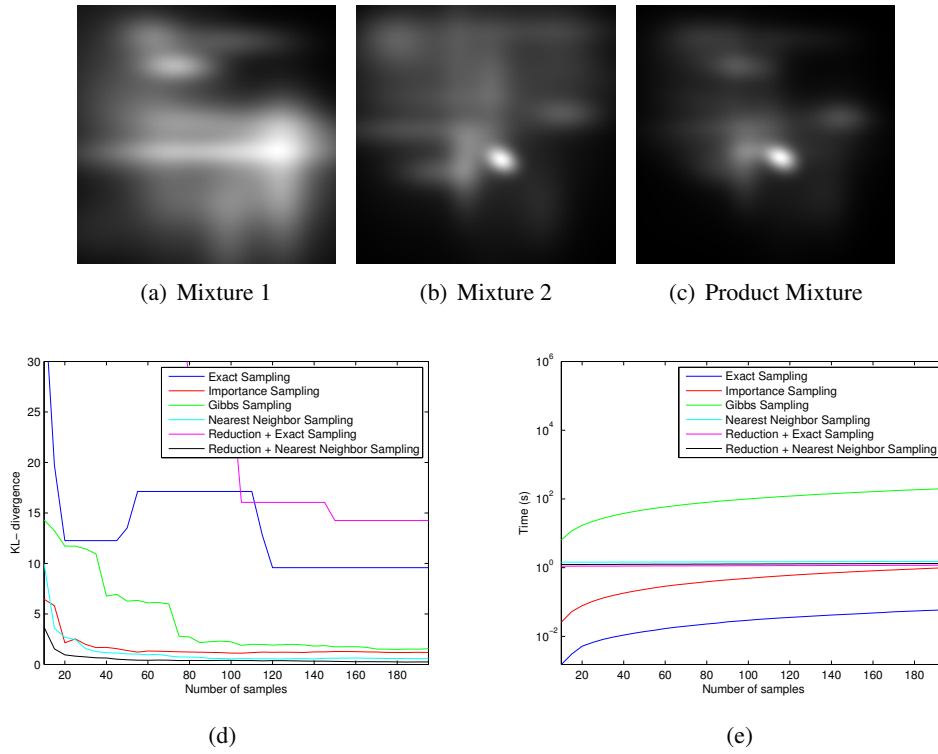 (a) Mixture 1
(b) Mixture 2
(c) Product Mixture
30
25
20
15
10
5
0
KL− divergence
Exact Sampling
Importance Sampling
Gibbs Sampling
Nearest Neighbor Sampling
Reduction + Exact Sampling
Reduction + Nearest Neighbor Sampling
20 40 60 80 100 120 140 160 180
Number of samples
(d)
10^6
10^4
10^2
10^0
10^−2
Time (s)
Exact Sampling
Importance Sampling
Gibbs Sampling
Nearest Neighbor Sampling
Reduction + Exact Sampling
Reduction + Nearest Neighbor Sampling
20 40 60 80 100 120 140 160 180
Number of samples
(e)